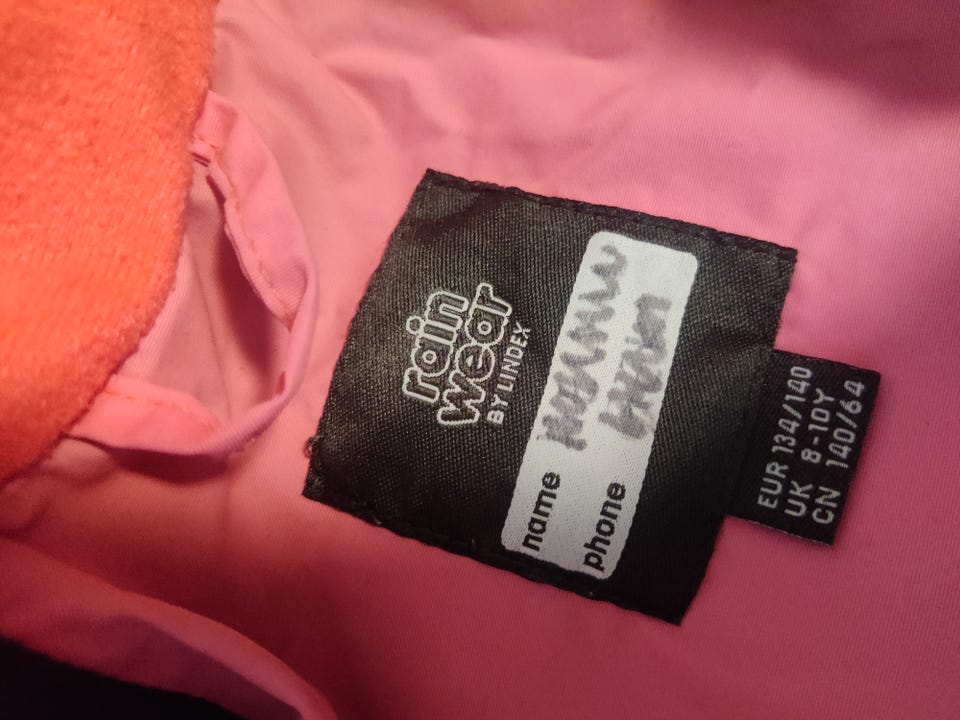 rain
wear
BY LINDEX
name
phone
EUR 134/140
UK 8-10Y
CN 140/64